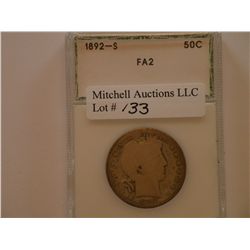 1892-S 50C
FA2
Mitchell Auctions LLC
Lot # 133